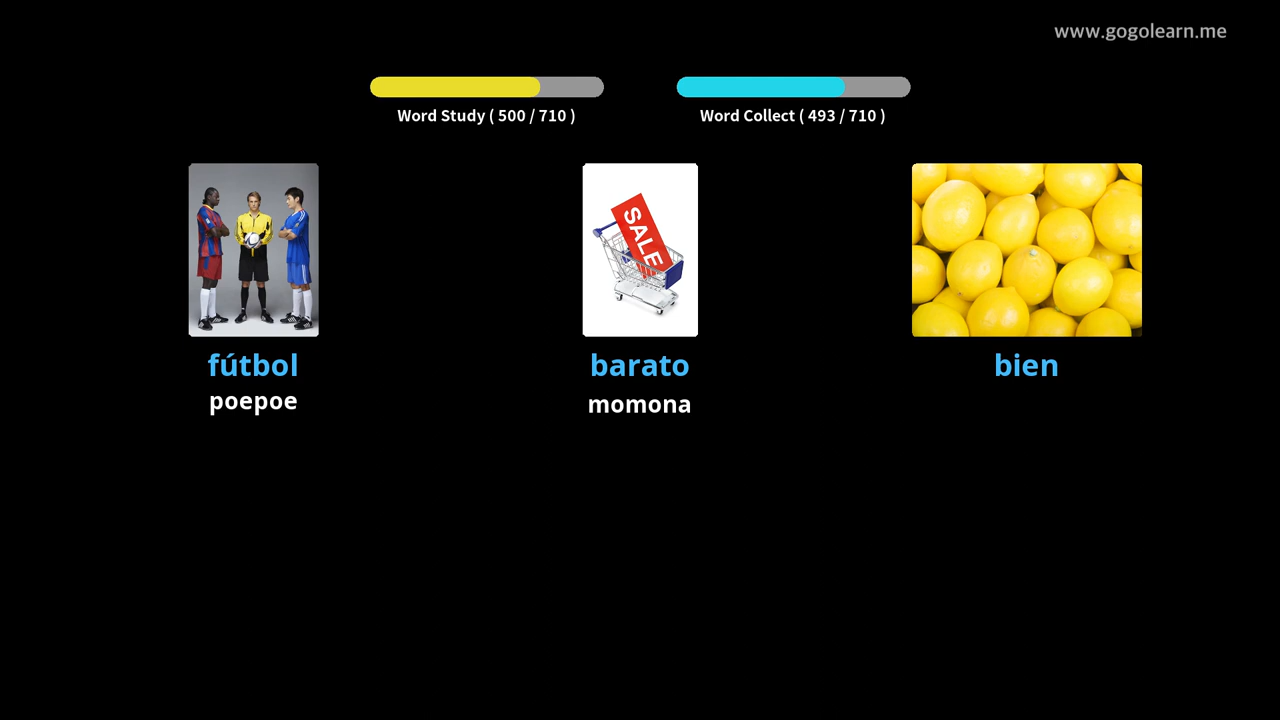 www.gogolearn.me
Word Study ( 500 / 710 )
Word Collect ( 493 / 710 )
SALE
fútbol
barato
bien
poepoe
momona